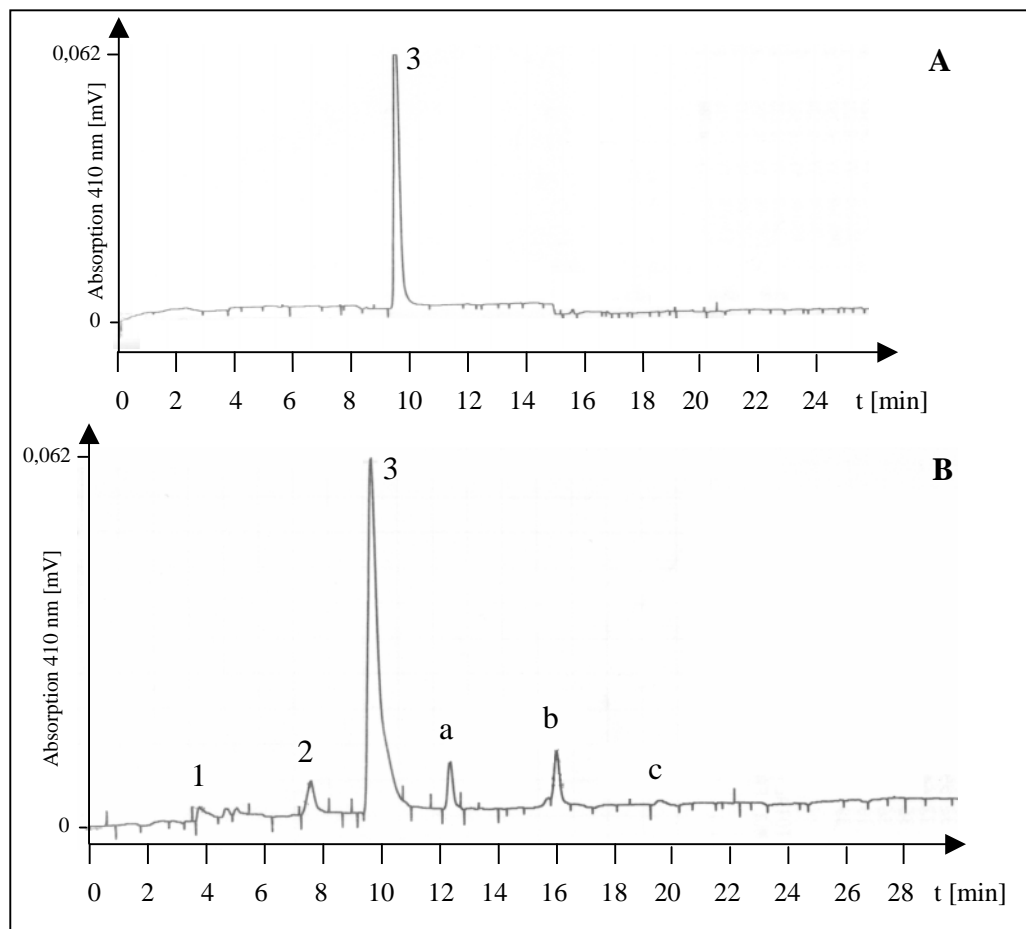 0,062
3
A
Absorption 410 nm [mV]
0
0 2 4 6 8 10 12 14 16 18 20 22 24 t [min]
0,062
3
B
Absorption 410 nm [mV]
a
b
2
1
c
0
0 2 4 6 8 10 12 14 16 18 20 22 24 26 28 t [min]